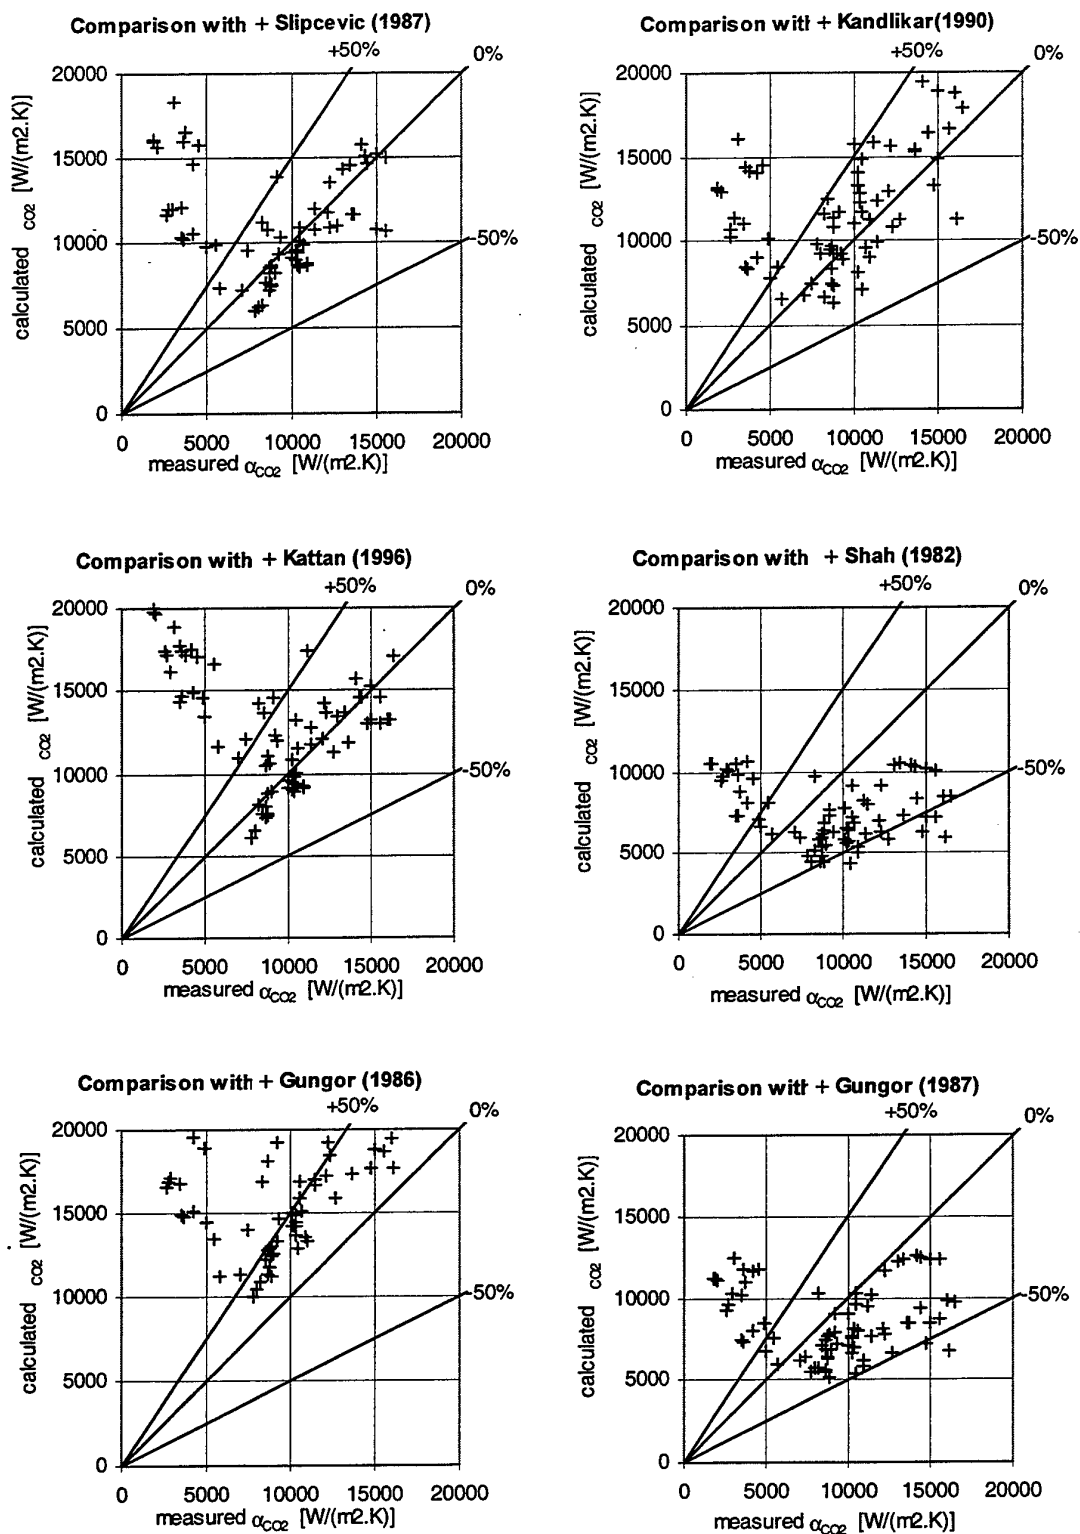 Comparison with + Slipcevic (1987)
+50%
0%
20000
15000
10000
5000
0
-50%
calculated CO2 [W/(m2.K)]
0 5000 10000 15000 20000
measured αCO2 [W/(m2.K]
Comparison with + Kandlikar(1990)
+50%
0%
20000
15000
10000
5000
0
-50%
calculated CO2 [W/(m2.K)]
0 5000 10000 15000 20000
measured αCO2 [W/(m2.K]
Comparison with + Kattan (1996)
+50%
0%
20000
15000
10000
5000
0
-50%
calculated CO2 [W/(m2.K)]
0 5000 10000 15000 20000
measured αCO2 [W/(m2.K)]
Comparison with + Shah (1982)
+50%
0%
20000
15000
10000
5000
0
-50%
calculated CO2 [W/(m2.K)]
0 5000 10000 15000 20000
measured αCO2 [W/(m2.K)]
Comparison with + Gungor (1986)
+50%
0%
20000
15000
10000
5000
0
-50%
calculated CO2 [W/(m2.K)]
0 5000 10000 15000 20000
measured αCO2 [W/(m2.K)]
Comparison with + Gungor (1987)
+50%
0%
20000
15000
10000
5000
0
-50%
calculated CO2 [W/(m2.K)]
0 5000 10000 15000 20000
measured αCO2 [W/(m2.K)]